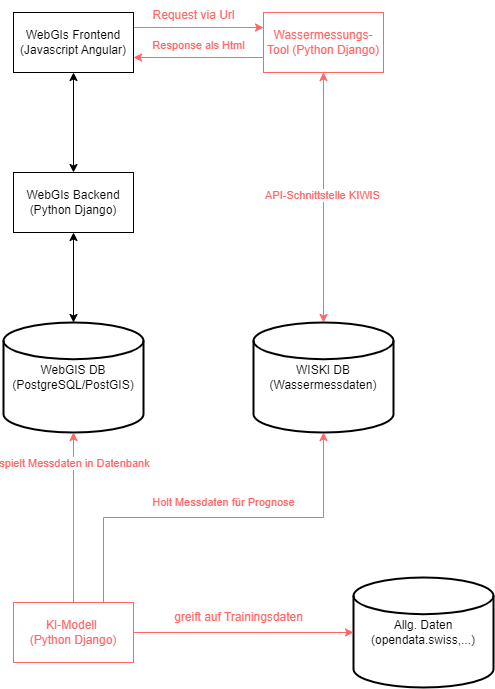 WebGIs Frontend
(Javascript Angular)
Request via Url
Response als Html
Wassermessungs-
Tool (Python Django)
WebGIs Backend
(Python Django)
API-Schnittstelle KIWIS
WebGIS DB
(PostgreSQL/PostGIS)
WISKI DB
(Wassermessdaten)
spielt Messdaten in Datenbank
Holt Messdaten für Prognose
KI-Modell
(Python Django)
greift auf Trainingsdaten
Allg. Daten
(opendata.swiss,...)